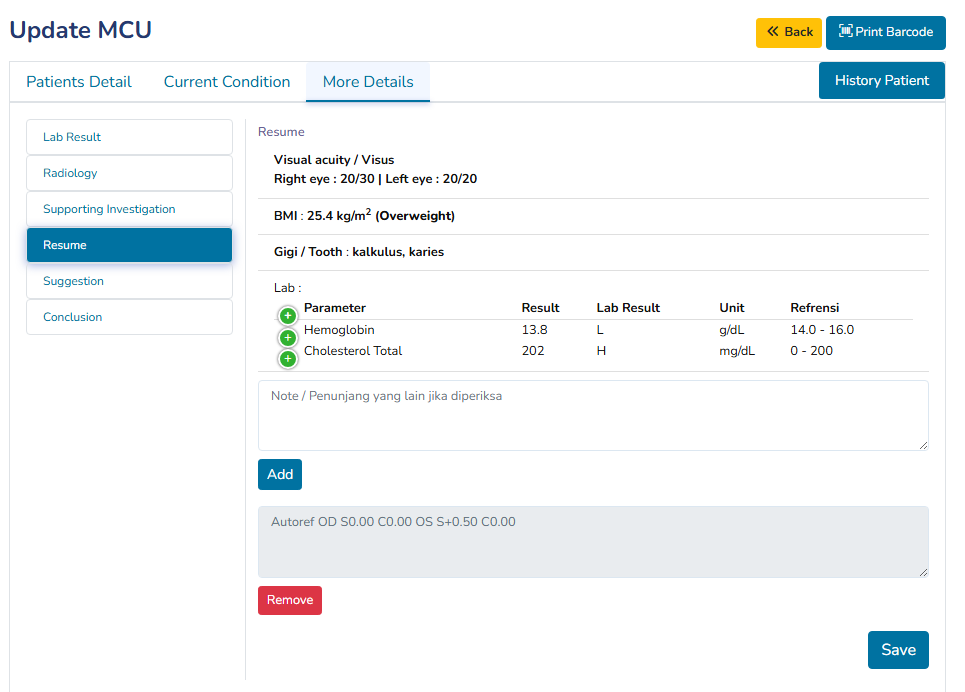 Update MCU
Back
Print Barcode
Patients Detail
Current Condition
More Details
History Patient
Lab Result
Radiology
Supporting Investigation
Resume
Suggestion
Conclusion
Resume
Visual acuity / Visus
Right eye : 20/30 | Left eye : 20/20
BMI : 25.4 kg/m² (Overweight)
Gigi / Tooth : kalkulus, karies
Lab :
Parameter Result Lab Result Unit Refrensi
Hemoglobin 13.8 L g/dL 14.0 - 16.0
Cholesterol Total 202 H mg/dL 0 - 200
Note / Penunjang yang lain jika diperiksa
Add
Autoref OD S0.00 C0.00 OS S+0.50 C0.00
Remove
Save